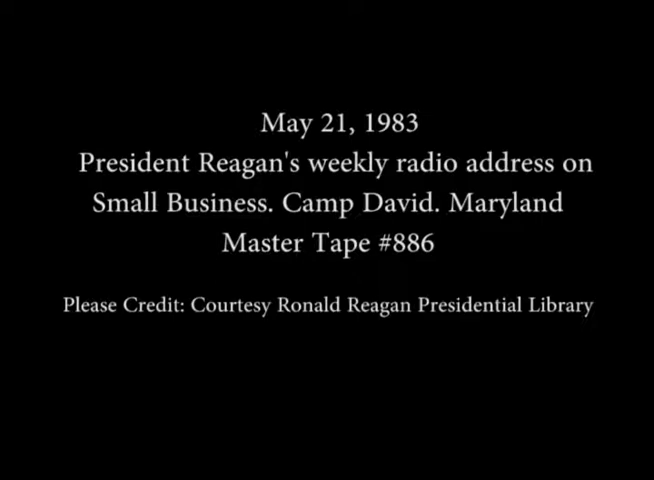 May 21, 1983
President Reagan's weekly radio address on
Small Business. Camp David. Maryland
Master Tape #886
Please Credit: Courtesy Ronald Reagan Presidential Library